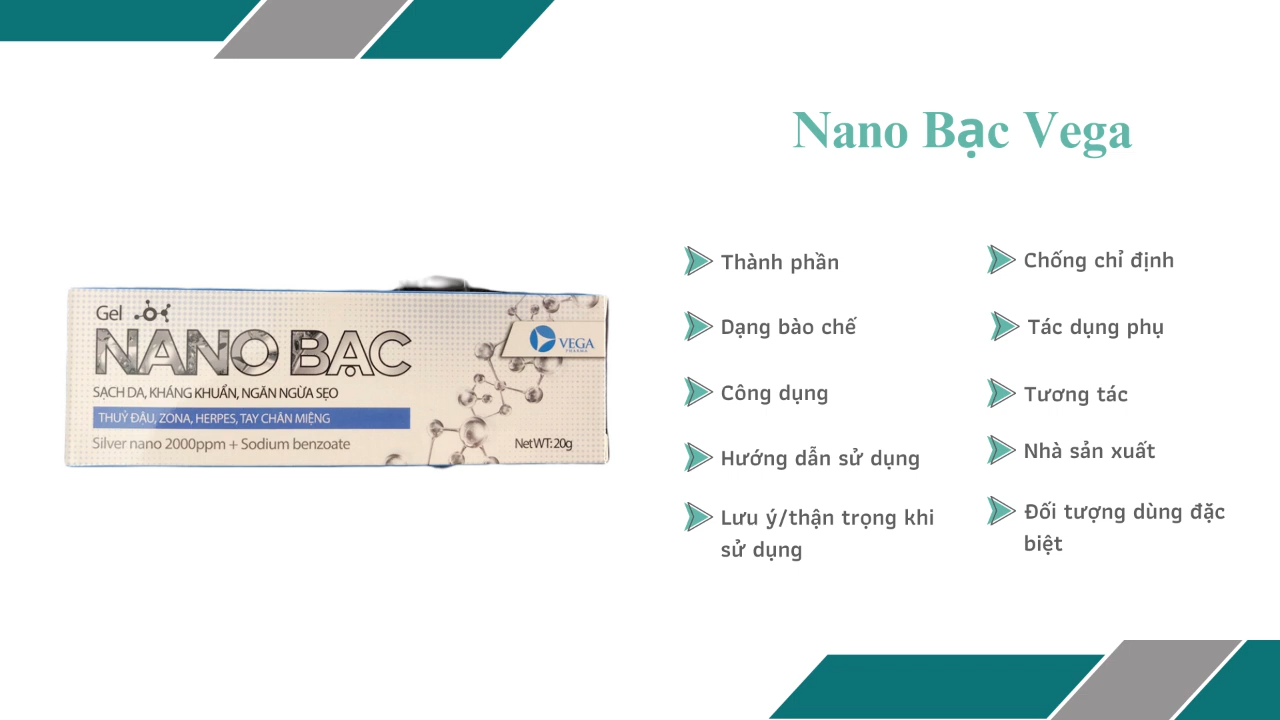 Nano Bạc Vega
Gel
NANO BẠC
VEGA
PHARMA
SẠCH DA, KHÁNG KHUẨN, NGĂN NGỪA SẸO
THUỶ ĐẬU, ZONA, HERPES, TAY CHÂN MIỆNG
Silver nano 2000ppm + Sodium benzoate
Net WT: 20g
Thành phần
Dạng bào chế
Công dụng
Hướng dẫn sử dụng
Lưu ý/thận trọng khi
sử dụng
Chống chỉ định
Tác dụng phụ
Tương tác
Nhà sản xuất
Đối tượng dùng đặc
biệt